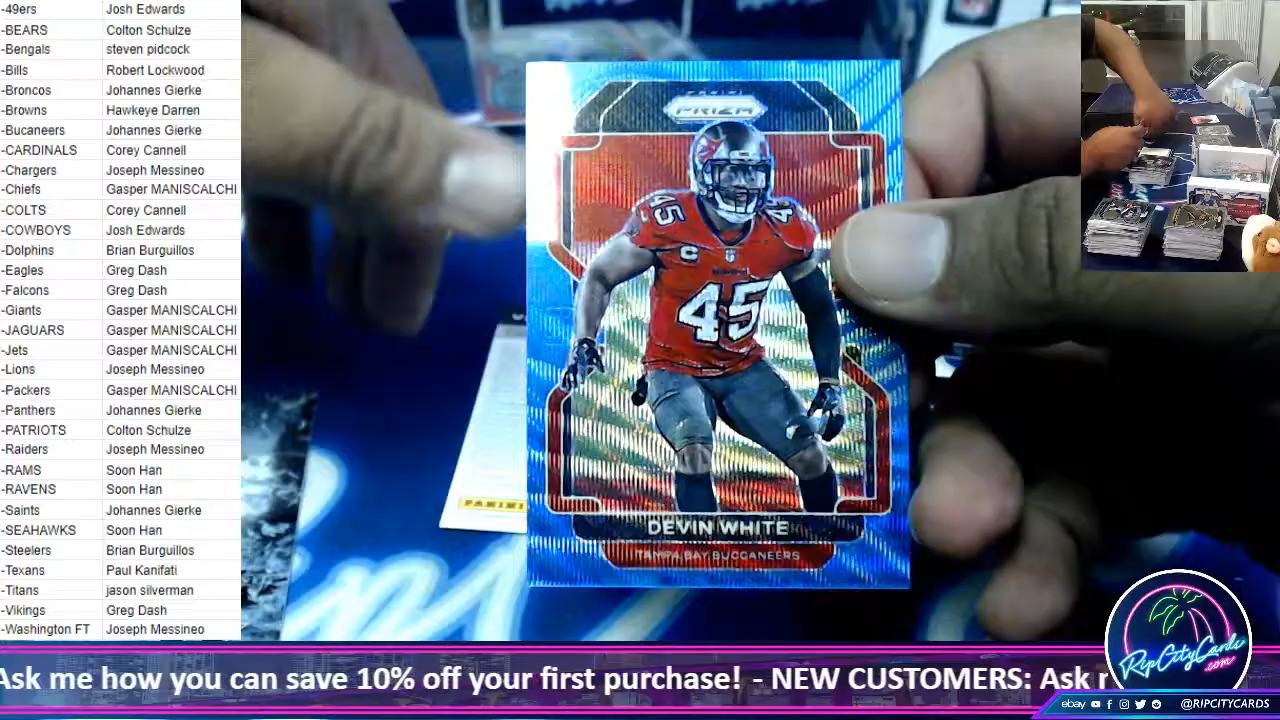 -49ers Josh Edwards
-BEARS Colton Schulze
-Bengals steven pidcock
-Bills Robert Lockwood
-Broncos Johannes Gierke
-Browns Hawkeye Darren
-Bucaneers Johannes Gierke
-CARDINALS Corey Cannell
-Chargers Joseph Messineo
-Chiefs Gasper MANISCALCHI
-COLTS Corey Cannell
-COWBOYS Josh Edwards
-Dolphins Brian Burguillos
-Eagles Greg Dash
-Falcons Greg Dash
-Giants Gasper MANISCALCHI
-JAGUARS Gasper MANISCALCHI
-Jets Gasper MANISCALCHI
-Lions Joseph Messineo
-Packers Gasper MANISCALCHI
-Panthers Johannes Gierke
-PATRIOTS Colton Schulze
-Raiders Joseph Messineo
-RAMS Soon Han
-RAVENS Soon Han
-Saints Johannes Gierke
-SEAHAWKS Soon Han
-Steelers Brian Burguillos
-Texans Paul Kanifati
-Titans jason silverman
-Vikings Greg Dash
-Washington FT Joseph Messineo
PANINI
PRIZM
45
C
45
DEVIN WHITE
TAMPA BAY BUCCANEERS
PANINI
Ask me how you can save 10% off your first purchase! - NEW CUSTOMERS: Ask
RipCityCards
.com
ebay @RIPCITYCARDS